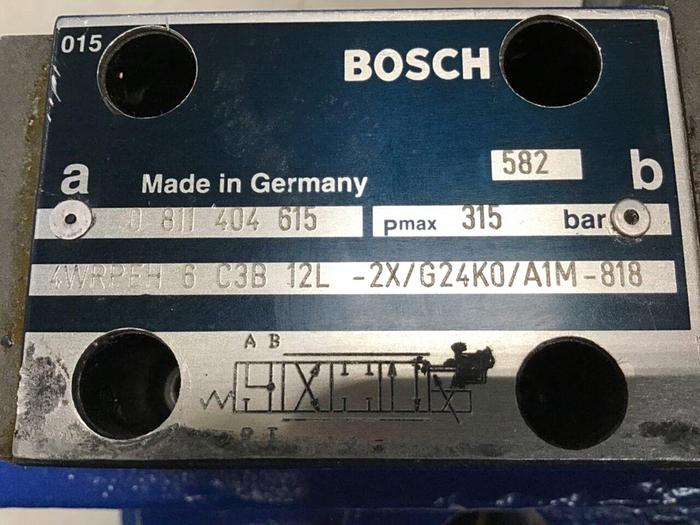 015
BOSCH
582
a
b
Made in Germany
0 811 404 615
pmax 315 bar
4WRPEH 6 C3B 12L -2X/G24K0/A1M-818
A B
P T